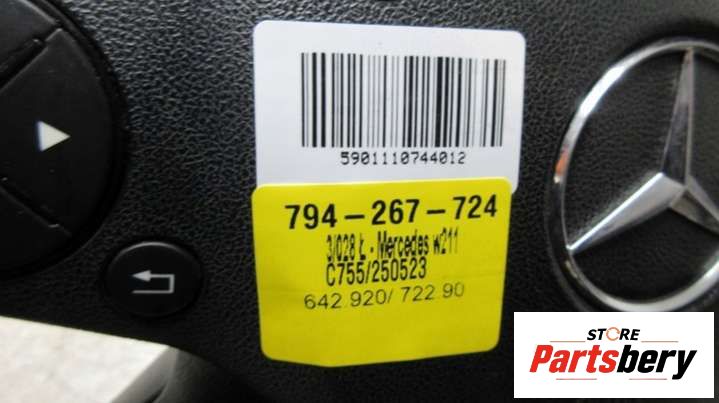 5901110744012
794-267-724
3/028 Ł - Mercedes w211
C755/250523
642.920/ 722.90
STORE
Partsbery